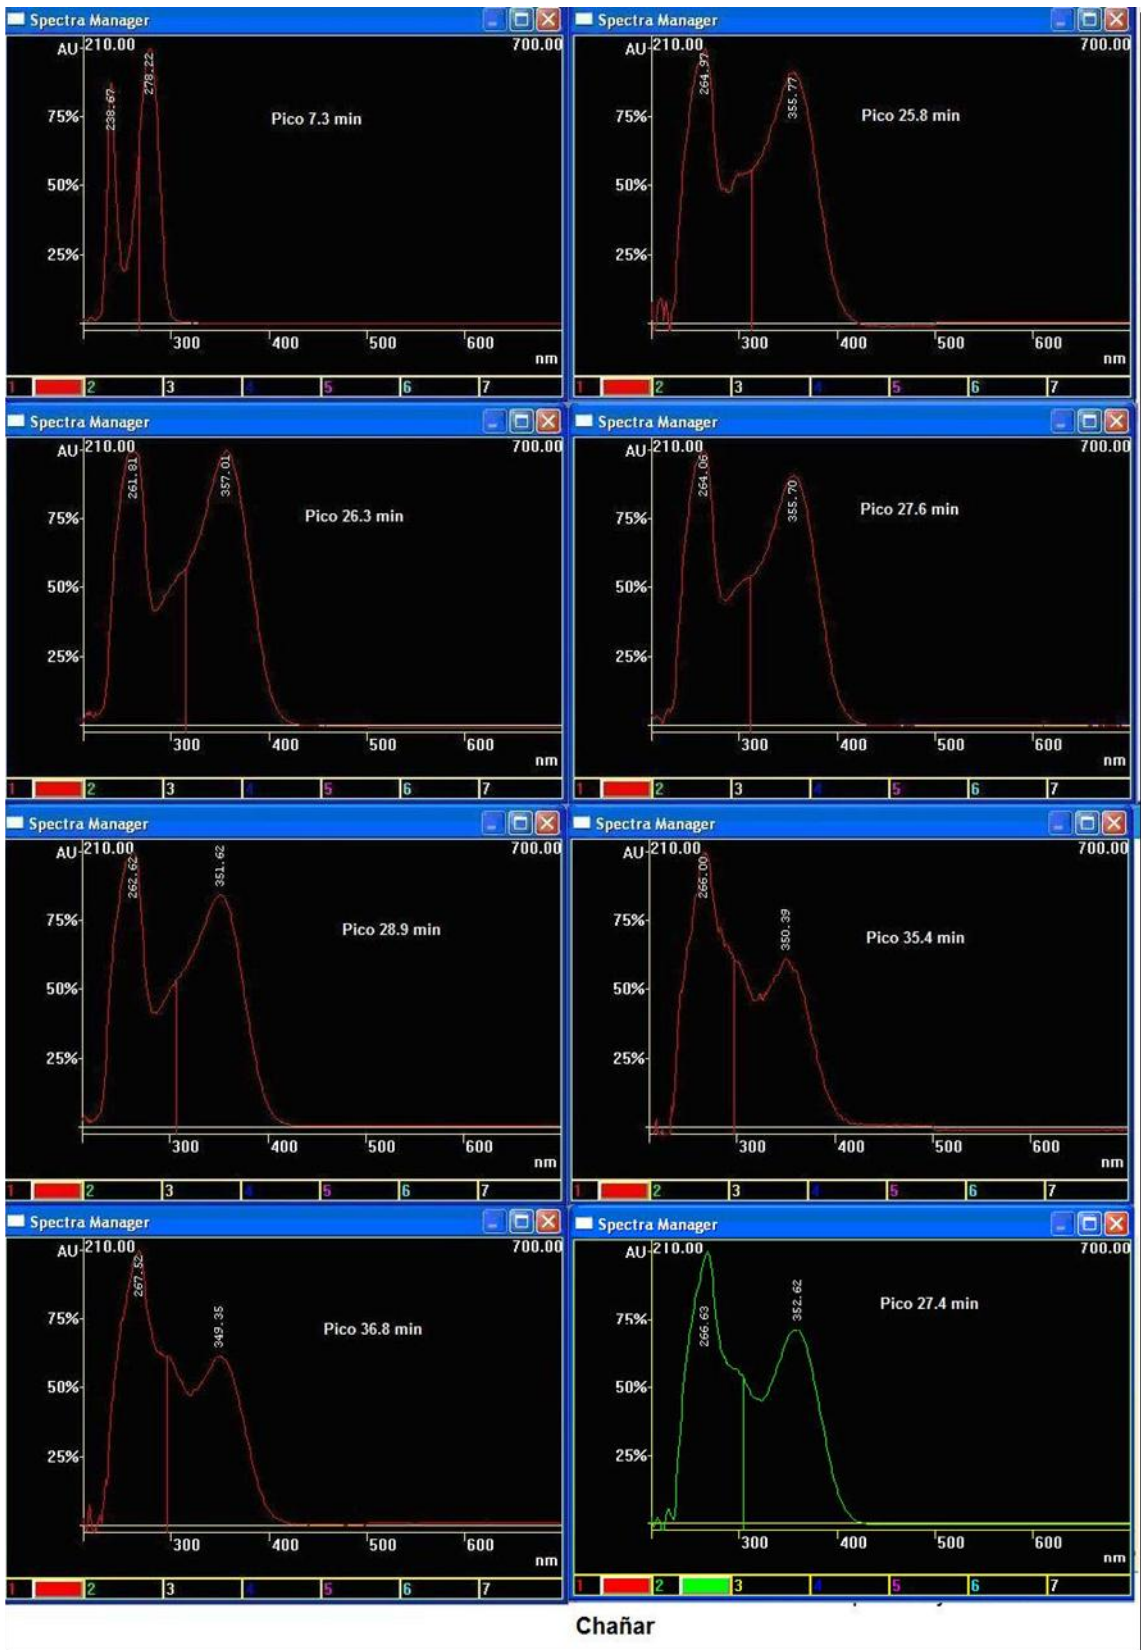 Spectra Manager
AU 210.00 700.00
238.67
278.22
Pico 7.3 min
75%
50%
25%
300 400 500 600
nm
1 2 3 4 5 6 7
Spectra Manager
AU 210.00 700.00
264.97
355.77
Pico 25.8 min
75%
50%
25%
300 400 500 600
nm
1 2 3 4 5 6 7
Spectra Manager
AU 210.00 700.00
261.81
357.01
Pico 26.3 min
75%
50%
25%
300 400 500 600
nm
1 2 3 4 5 6 7
Spectra Manager
AU 210.00 700.00
264.06
355.70
Pico 27.6 min
75%
50%
25%
300 400 500 600
nm
1 2 3 4 5 6 7
Spectra Manager
AU 210.00 700.00
262.62
351.62
Pico 28.9 min
75%
50%
25%
300 400 500 600
nm
1 2 3 4 5 6 7
Spectra Manager
AU 210.00 700.00
266.00
350.39
Pico 35.4 min
75%
50%
25%
300 400 500 600
nm
1 2 3 4 5 6 7
Spectra Manager
AU 210.00 700.00
267.52
349.35
Pico 36.8 min
75%
50%
25%
300 400 500 600
nm
1 2 3 4 5 6 7
Spectra Manager
AU 210.00 700.00
266.63
352.62
Pico 27.4 min
75%
50%
25%
300 400 500 600
nm
1 2 3 4 5 6 7
Chañar